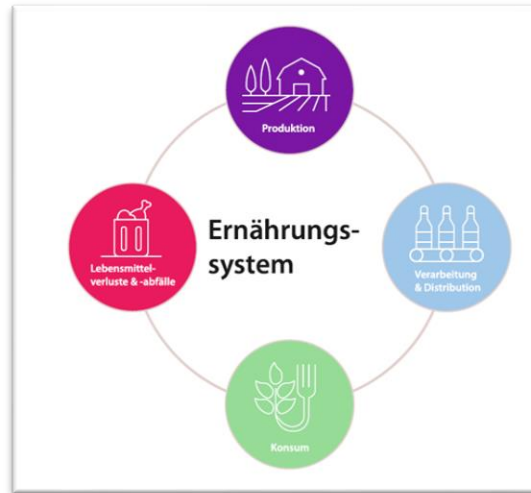 Produktion
Ernährungs-
system
Lebensmittel-
verluste & -abfälle
Verarbeitung
& Distribution
Konsum